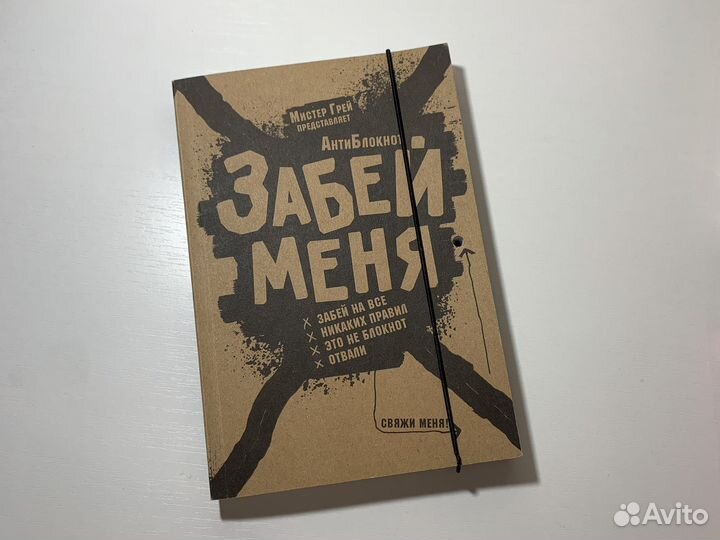 Мистер Грей
представляет
АнтиБлокнот
Забей
меня
× забей на все
× никаких правил
× это не блокнот
× отвали
свяжи меня!
Avito